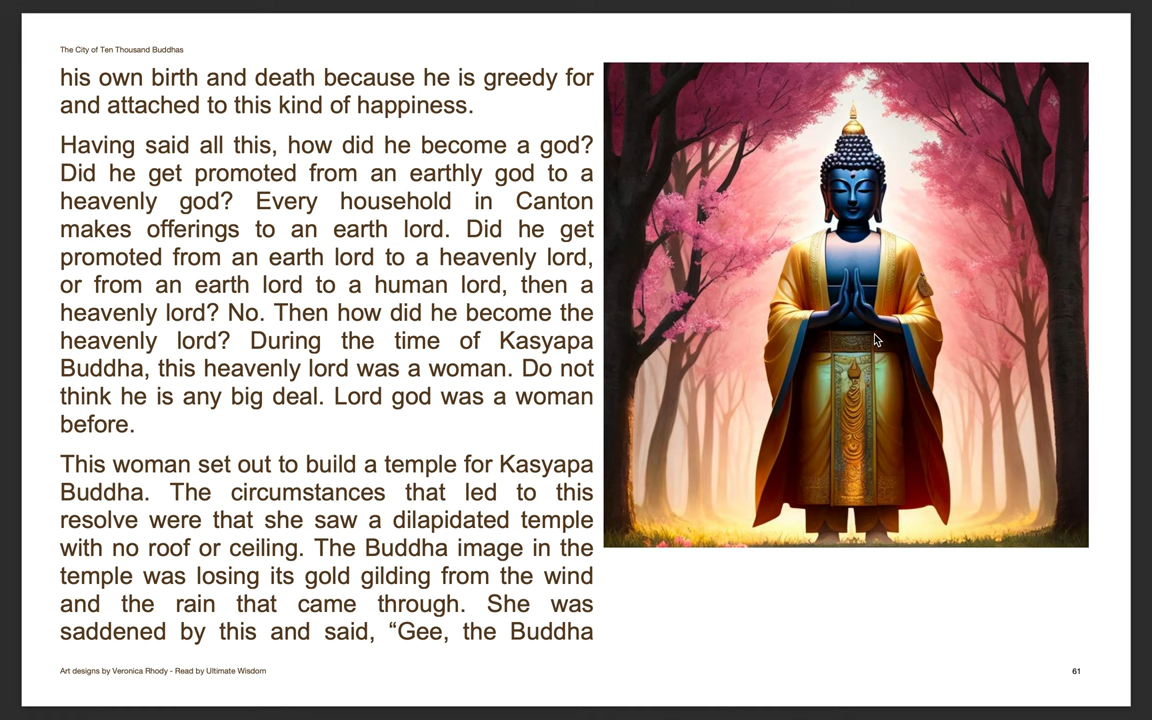 The City of Ten Thousand Buddhas
his own birth and death because he is greedy for
and attached to this kind of happiness.
Having said all this, how did he become a god?
Did he get promoted from an earthly god to a
heavenly god? Every household in Canton
makes offerings to an earth lord. Did he get
promoted from an earth lord to a heavenly lord,
or from an earth lord to a human lord, then a
heavenly lord? No. Then how did he become the
heavenly lord? During the time of Kasyapa
Buddha, this heavenly lord was a woman. Do not
think he is any big deal. Lord god was a woman
before.
This woman set out to build a temple for Kasyapa
Buddha. The circumstances that led to this
resolve were that she saw a dilapidated temple
with no roof or ceiling. The Buddha image in the
temple was losing its gold gilding from the wind
and the rain that came through. She was
saddened by this and said, “Gee, the Buddha
Art designs by Veronica Rhody - Read by Ultimate Wisdom
61